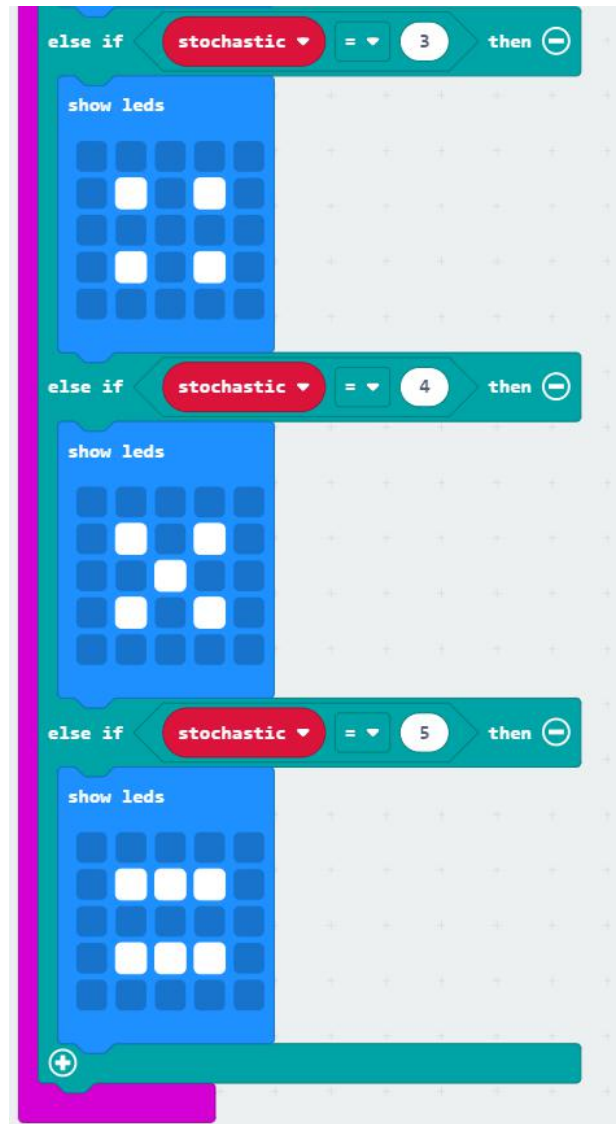 else if stochastic = 3 then
show leds
else if stochastic = 4 then
show leds
else if stochastic = 5 then
show leds